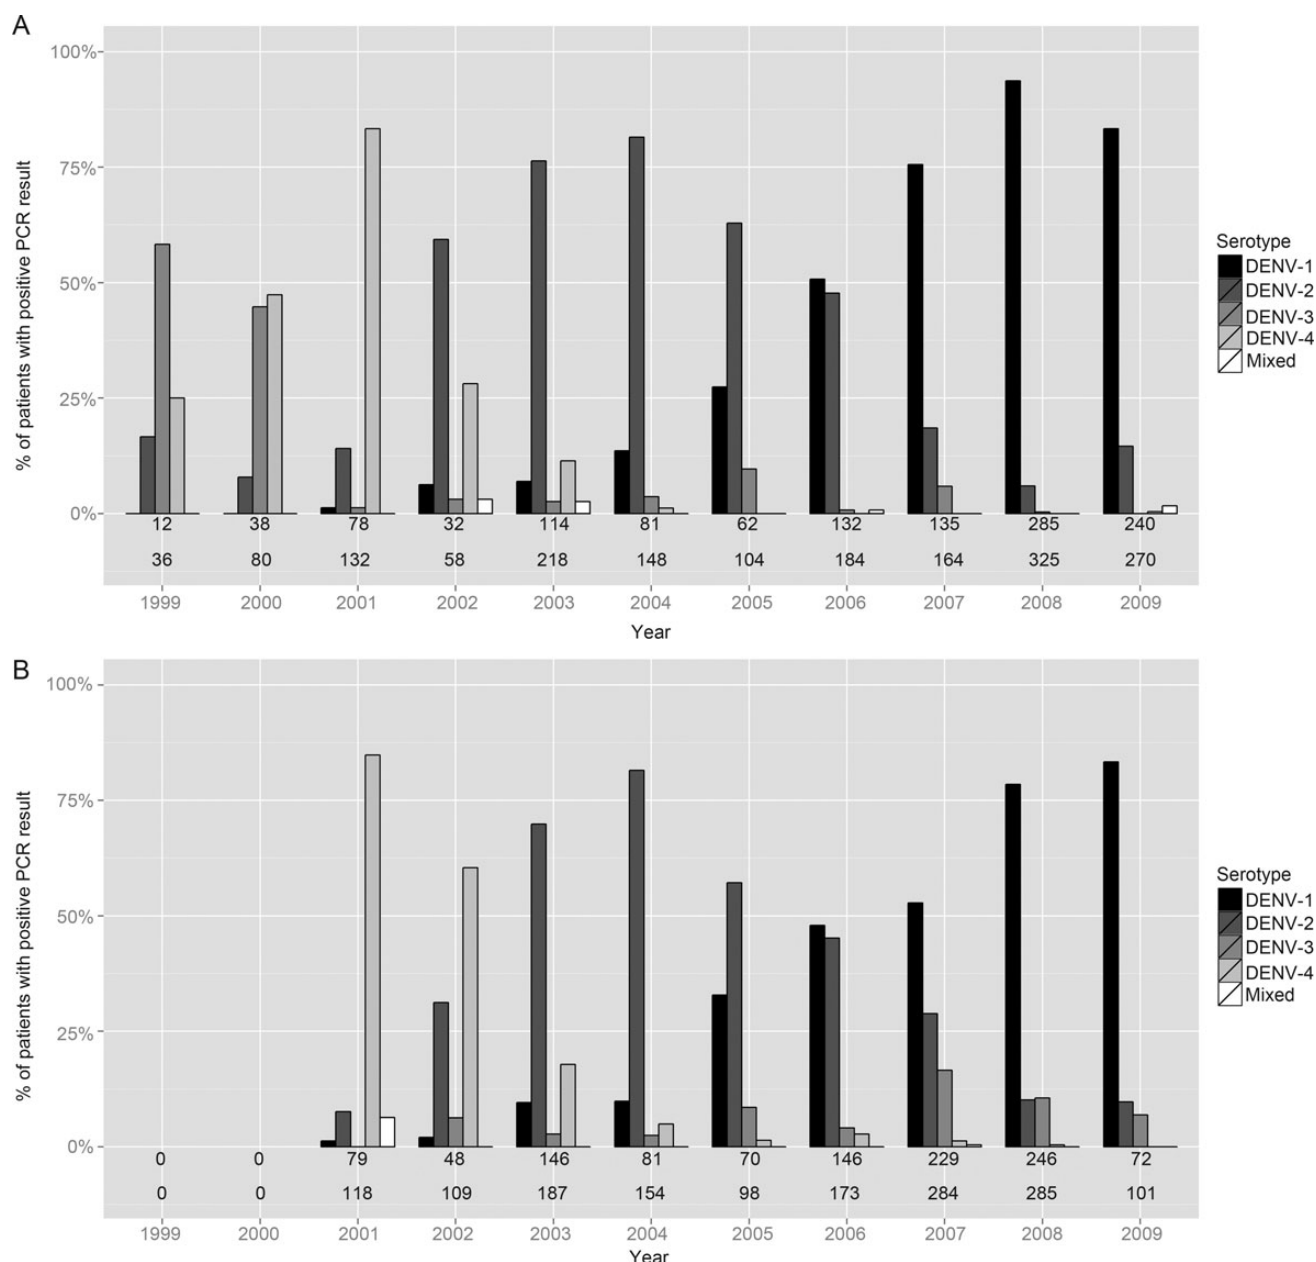 A
% of patients with positive PCR result
100%
75%
50%
25%
0%
12 38 78 32 114 81 62 132 135 285 240
36 80 132 58 218 148 104 184 164 325 270
1999 2000 2001 2002 2003 2004 2005 2006 2007 2008 2009
Year
Serotype
DENV-1
DENV-2
DENV-3
DENV-4
Mixed
B
% of patients with positive PCR result
100%
75%
50%
25%
0%
0 0 79 48 146 81 70 146 229 246 72
0 0 118 109 187 154 98 173 284 285 101
1999 2000 2001 2002 2003 2004 2005 2006 2007 2008 2009
Year
Serotype
DENV-1
DENV-2
DENV-3
DENV-4
Mixed